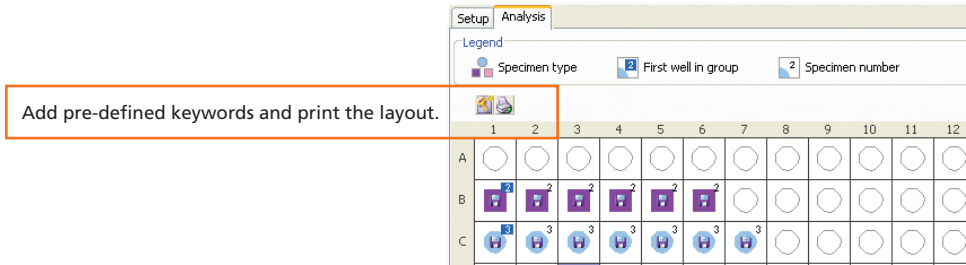 Setup Analysis
Legend
Specimen type 2 First well in group 2 Specimen number
Add pre-defined keywords and print the layout.
1 2 3 4 5 6 7 8 9 10 11 12
A
B 2 2 2 2 2 2
C 3 3 3 3 3 3 3